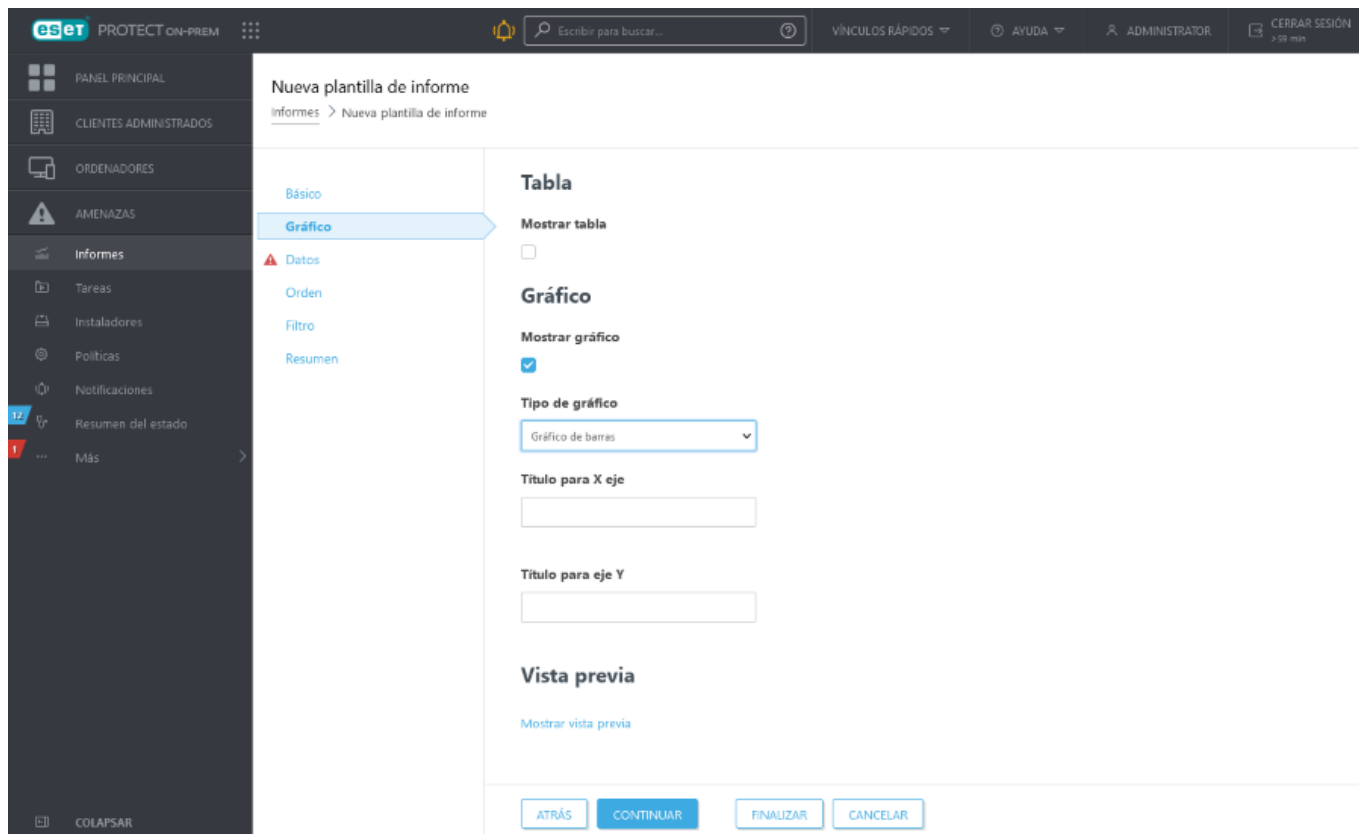 eset PROTECT ON-PREM
Escribir para buscar...
VÍNCULOS RÁPIDOS
AYUDA
ADMINISTRATOR
CERRAR SESIÓN
> 59 min
PANEL PRINCIPAL
CLIENTES ADMINISTRADOS
ORDENADORES
AMENAZAS
Informes
Tareas
Instaladores
Políticas
Notificaciones
12
Resumen del estado
1
Más
COLAPSAR
Nueva plantilla de informe
Informes > Nueva plantilla de informe
Básico
Gráfico
Datos
Orden
Filtro
Resumen
Tabla
Mostrar tabla
Gráfico
Mostrar gráfico
Tipo de gráfico
Gráfico de barras
Título para X eje
Título para eje Y
Vista previa
Mostrar vista previa
ATRÁS
CONTINUAR
FINALIZAR
CANCELAR